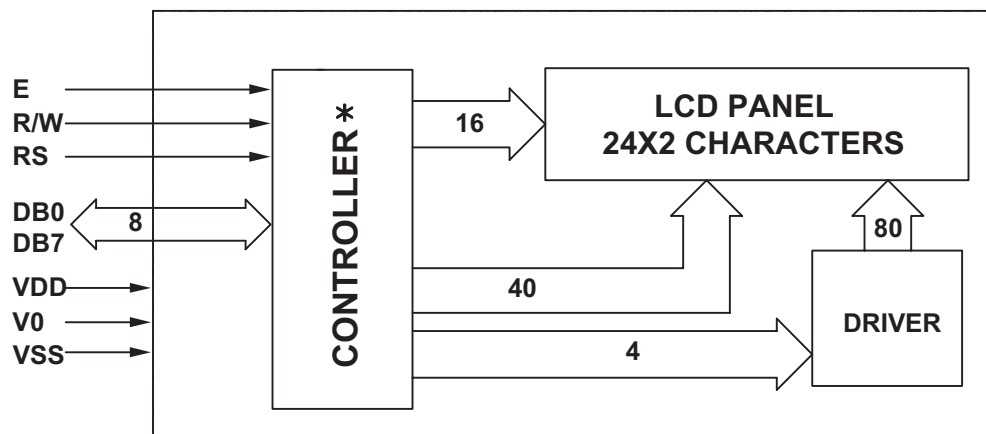 E
R/W
RS
DB0
DB7
8
VDD
V0
VSS
CONTROLLER*
16
LCD PANEL
24X2 CHARACTERS
40
80
4
DRIVER